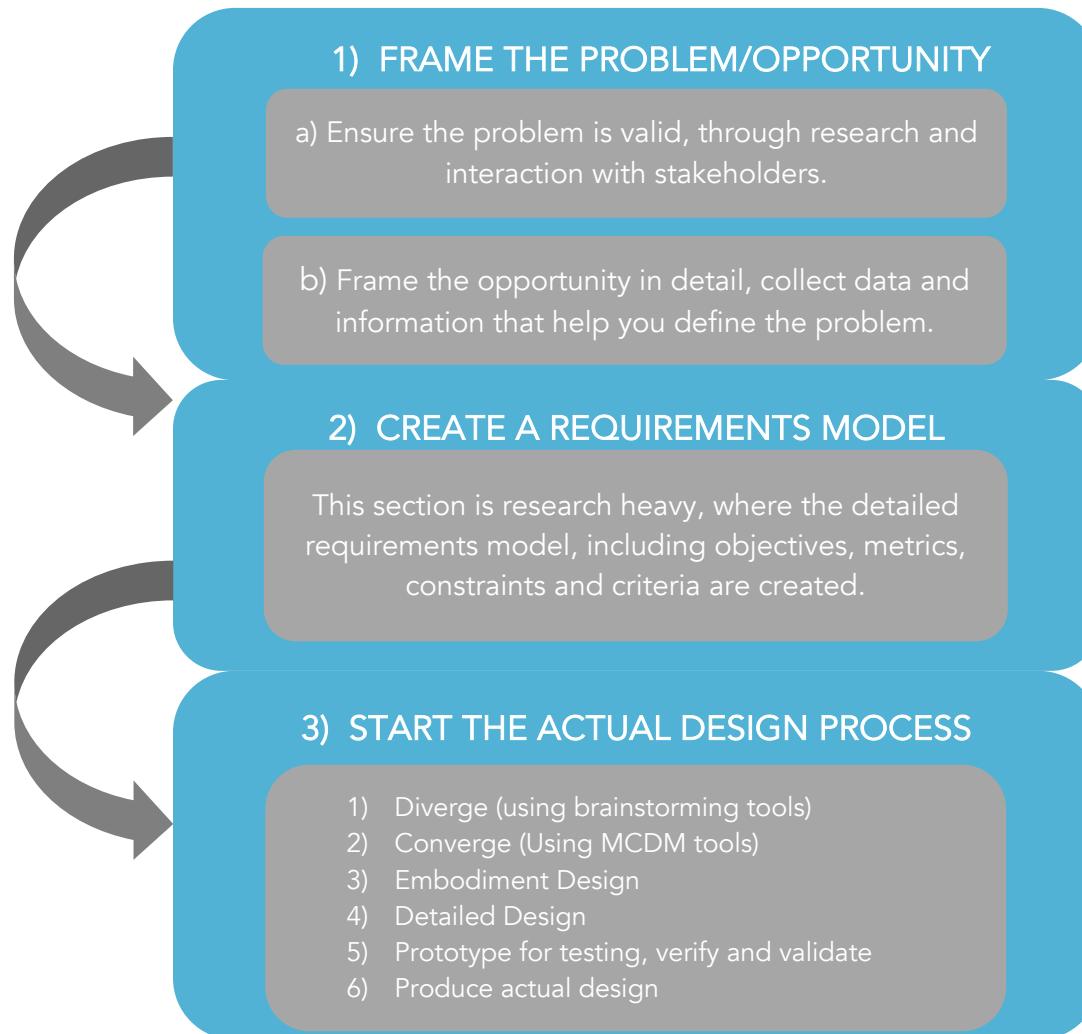 1) FRAME THE PROBLEM/OPPORTUNITY
a) Ensure the problem is valid, through research and
interaction with stakeholders.
b) Frame the opportunity in detail, collect data and
information that help you define the problem.
2) CREATE A REQUIREMENTS MODEL
This section is research heavy, where the detailed
requirements model, including objectives, metrics,
constraints and criteria are created.
3) START THE ACTUAL DESIGN PROCESS
1) Diverge (using brainstorming tools)
2) Converge (Using MCDM tools)
3) Embodiment Design
4) Detailed Design
5) Prototype for testing, verify and validate
6) Produce actual design